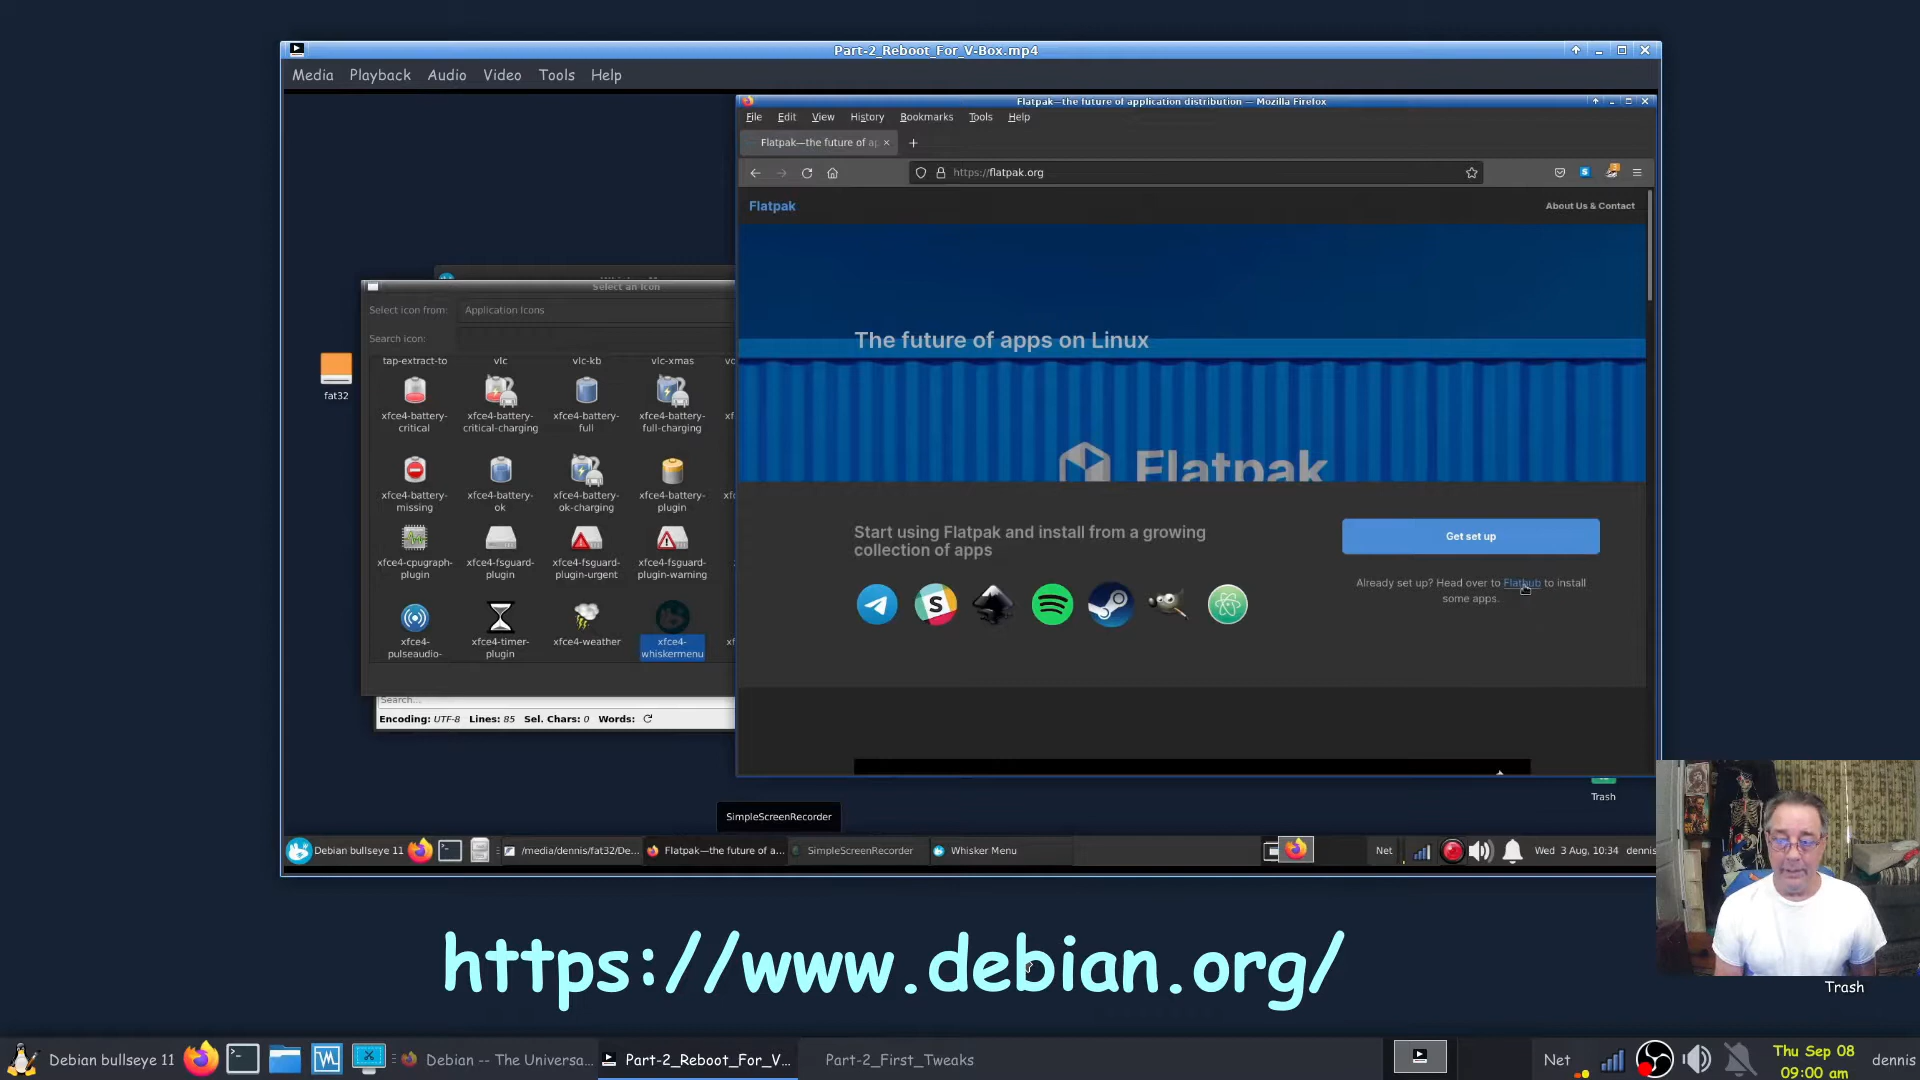 Part-2_Reboot_For_V-Box.mp4
Media Playback Audio Video Tools Help
Flatpak—the future of application distribution — Mozilla Firefox
File Edit View History Bookmarks Tools Help
Flatpak—the future of ap
https://flatpak.org
Flatpak
About Us & Contact
Select an Icon
Select icon from: Application Icons
Search icon:
tap-extract-to vlc vlc-kb vlc-xmas
xfce4-battery-critical
xfce4-battery-critical-charging
xfce4-battery-full
xfce4-battery-full-charging
xfce4-battery-missing
xfce4-battery-ok
xfce4-battery-ok-charging
xfce4-battery-plugin
xfce4-cpugraph-plugin
xfce4-fsguard-plugin
xfce4-fsguard-plugin-urgent
xfce4-fsguard-plugin-warning
xfce4-pulseaudio-
xfce4-timer-plugin
xfce4-weather
xfce4-whiskermenu
fat32
Search...
Encoding: UTF-8 Lines: 85 Sel. Chars: 0 Words:
The future of apps on Linux
Flatpak
Start using Flatpak and install from a growing
collection of apps
Get set up
Already set up? Head over to Flathub to install
some apps.
Trash
SimpleScreenRecorder
Debian bullseye 11
/media/dennis/fat32/De...
Flatpak—the future of a...
SimpleScreenRecorder
Whisker Menu
Net
Wed 3 Aug, 10:34 dennis
https://www.debian.org/
Trash
Debian bullseye 11
Debian -- The Universa...
Part-2_Reboot_For_V...
Part-2_First_Tweaks
Net
Thu Sep 08
09:00 am
dennis